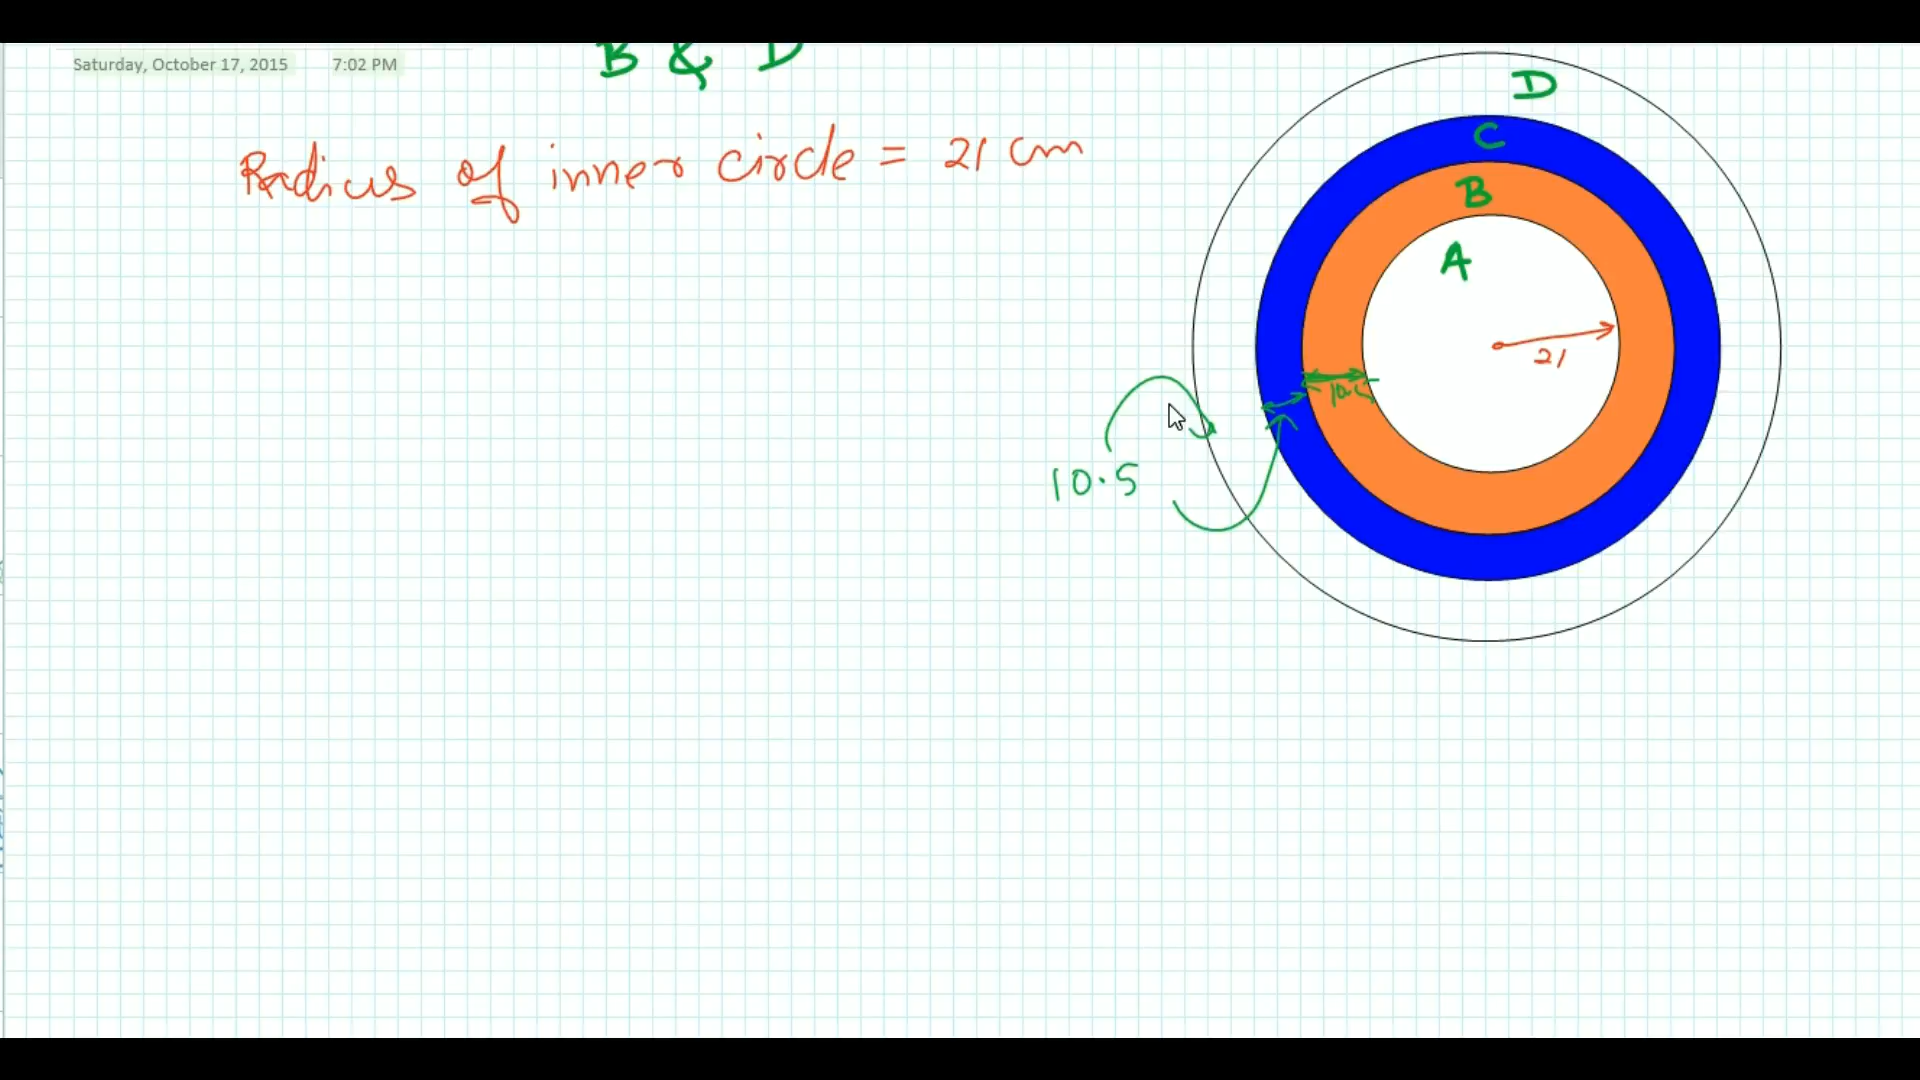 Saturday, October 17, 2015 7:02 PM
B & D
Radius of inner circle = 21 cm
D
C
B
A
21
10.5